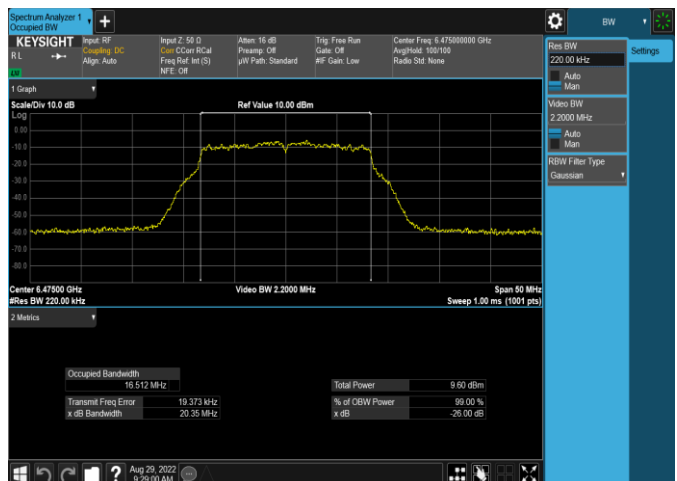 Spectrum Analyzer 1
Occupied BW
+
BW
KEYSIGHT
R L
LV
Input: RF
Coupling: DC
Align: Auto
Input Z: 50 Ω
Corr CCorr RCal
Freq Ref: Int (S)
NFE: Off
Atten: 16 dB
Preamp: Off
µW Path: Standard
Trig: Free Run
Gate: Off
#IF Gain: Low
Center Freq: 6.475000000 GHz
Avg|Hold: 100/100
Radio Std: None
Res BW
220.00 kHz
Auto
Man
Video BW
2.2000 MHz
Auto
Man
RBW Filter Type
Gaussian
Settings
1 Graph
Scale/Div 10.0 dB
Ref Value 10.00 dBm
Log
0.00
-10.0
-20.0
-30.0
-40.0
-50.0
-60.0
-70.0
-80.0
Center 6.47500 GHz
Video BW 2.2000 MHz
Span 50 MHz
#Res BW 220.00 kHz
Sweep 1.00 ms (1001 pts)
2 Metrics
Occupied Bandwidth
16.512 MHz
Total Power 9.60 dBm
Transmit Freq Error 19.373 kHz
% of OBW Power 99.00 %
x dB Bandwidth 20.35 MHz
x dB -26.00 dB
?
Aug 29, 2022
9:29:00 AM